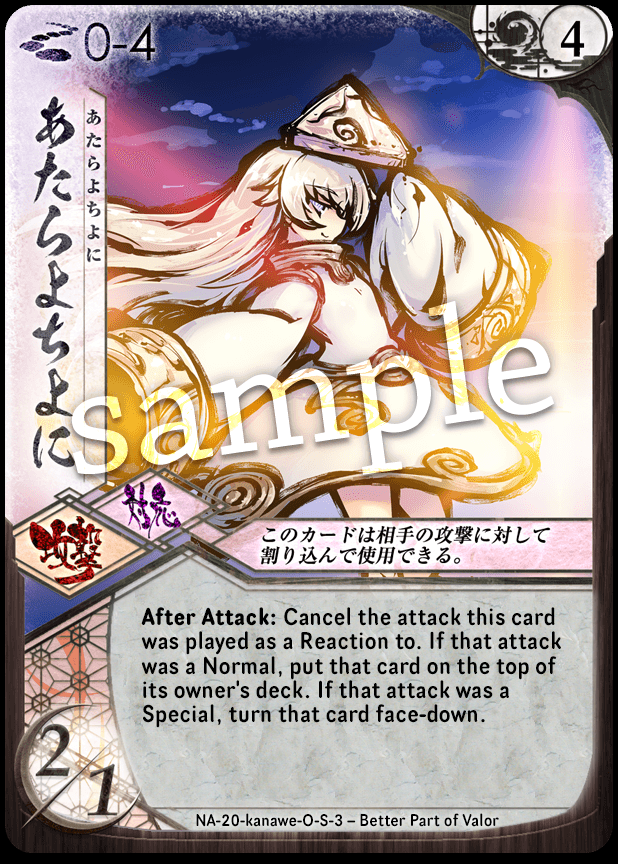 0-4
4
あたらよちよに
あたらよちよに
sample
対応
攻撃
このカードは相手の攻撃に対して
割り込んで使用できる。
After Attack: Cancel the attack this card
was played as a Reaction to. If that attack
was a Normal, put that card on the top of
its owner's deck. If that attack was a
Special, turn that card face-down.
2/1
NA-20-kanawe-O-S-3 – Better Part of Valor